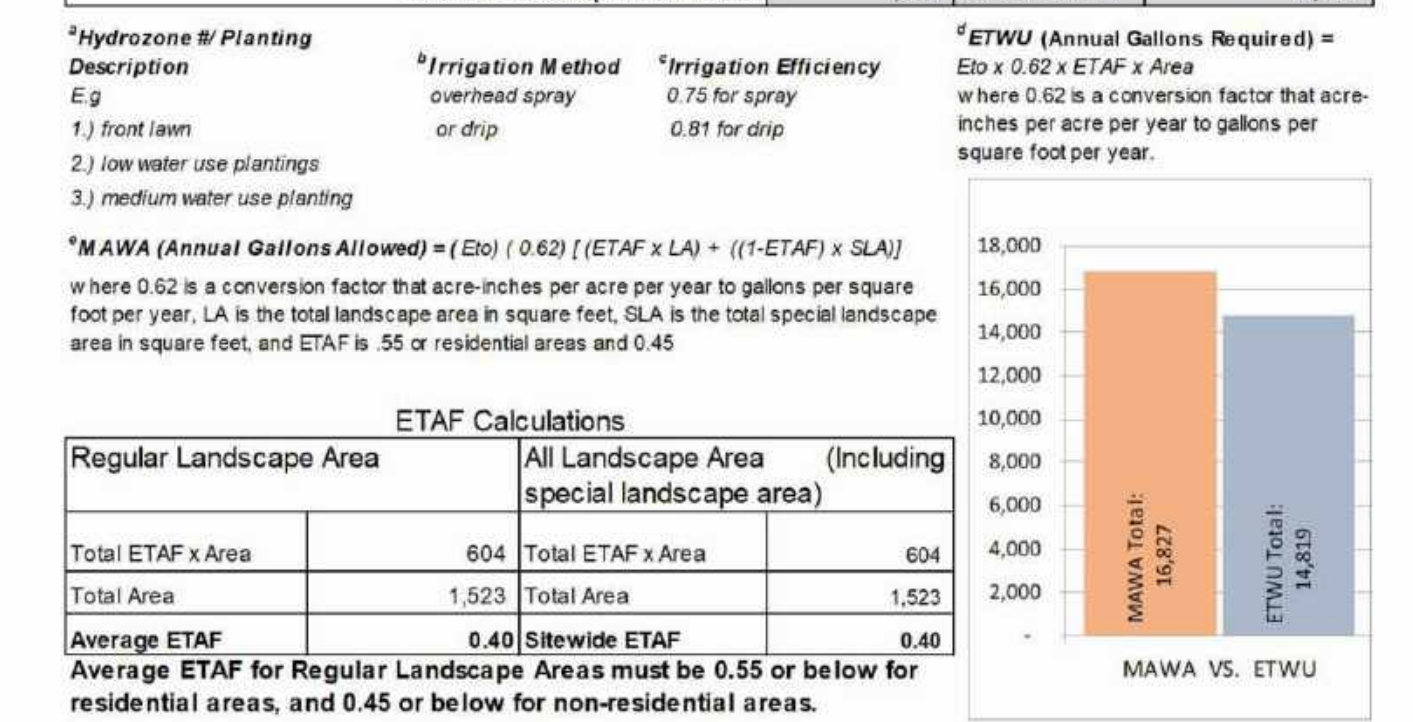 ᵃHydrozone #/ Planting
Description
E.g
1.) front lawn
2.) low water use plantings
3.) medium water use planting
ᵇIrrigation Method
overhead spray
or drip
ᶜIrrigation Efficiency
0.75 for spray
0.81 for drip
ᵈETWU (Annual Gallons Required) =
Eto x 0.62 x ETAF x Area
where 0.62 is a conversion factor that acre-
inches per acre per year to gallons per
square foot per year.
ᵉMAWA (Annual Gallons Allowed) = (Eto) ( 0.62) [ (ETAF x LA) + ((1-ETAF) x SLA)]
where 0.62 is a conversion factor that acre-inches per acre per year to gallons per square
foot per year, LA is the total landscape area in square feet, SLA is the total special landscape
area in square feet, and ETAF is .55 or residential areas and 0.45
ETAF Calculations
Regular Landscape Area
All Landscape Area (Including
special landscape area)
Total ETAF x Area 604 Total ETAF x Area 604
Total Area 1,523 Total Area 1,523
Average ETAF 0.40 Sitewide ETAF 0.40
Average ETAF for Regular Landscape Areas must be 0.55 or below for
residential areas, and 0.45 or below for non-residential areas.
18,000
16,000
14,000
12,000
10,000
8,000
6,000
4,000
2,000
-
MAWA Total:
16,827
ETWU Total:
14,819
MAWA VS. ETWU